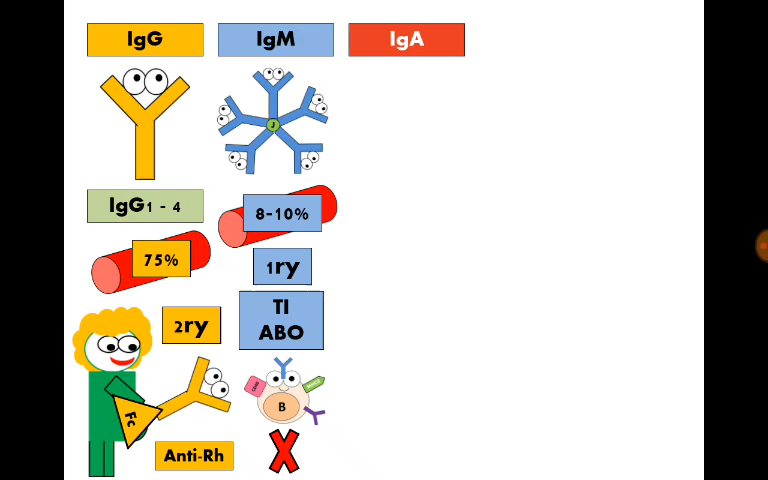 IgG
IgM
IgA
J
IgG1 - 4
8-10%
75%
1ry
2ry
TI
ABO
B
Fc
Anti-Rh
X